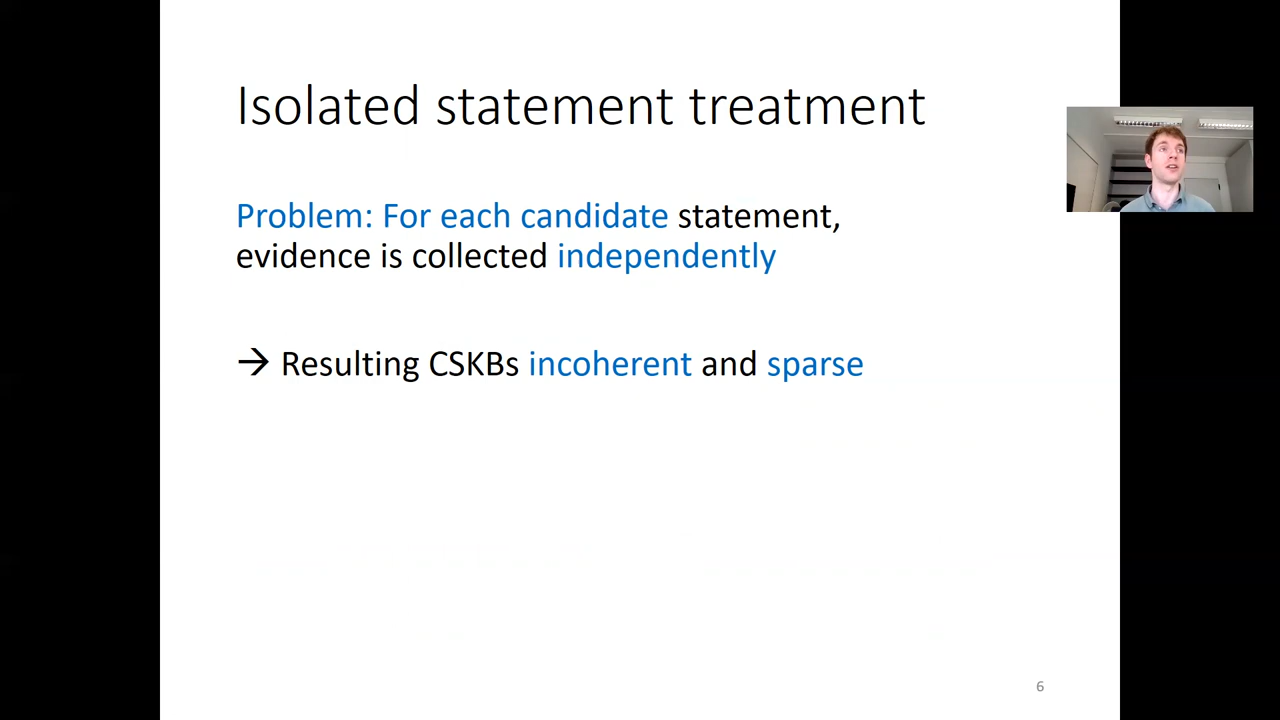 Isolated statement treatment
Problem: For each candidate statement,
evidence is collected independently
→ Resulting CSKBs incoherent and sparse
6